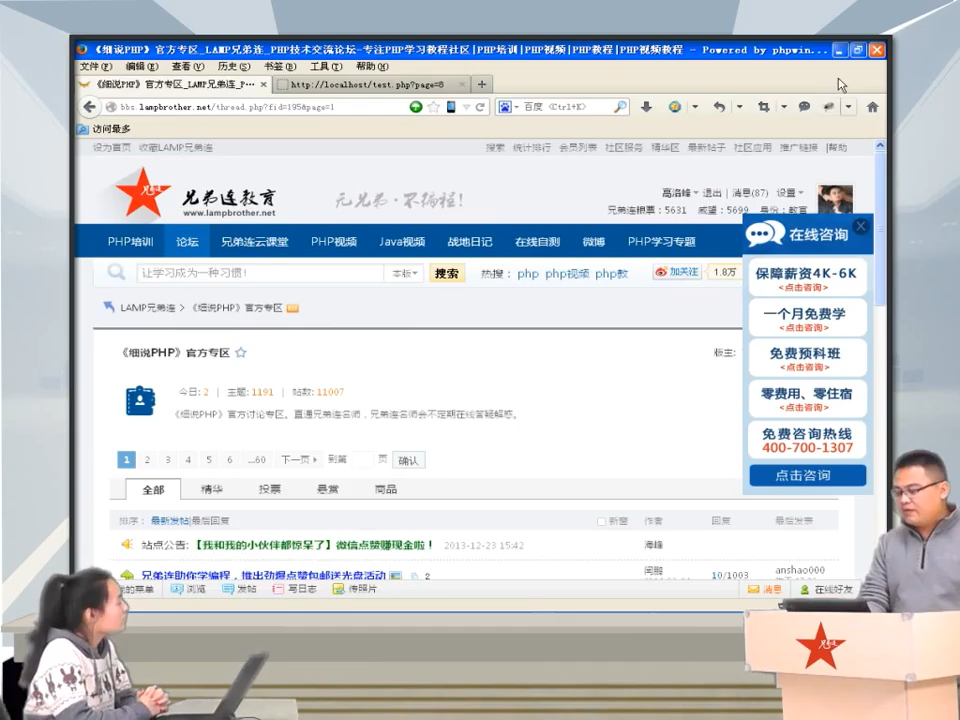 《细说PHP》官方专区_LAMP兄弟连_PHP技术交流论坛-专注PHP学习教程社区|PHP培训|PHP视频|PHP教程|PHP视频教程 - Powered by phpwin...
文件(F) 编辑(E) 查看(V) 历史(S) 书签(B) 工具(T) 帮助(H)
《细说PHP》官方专区_LAMP兄弟连_P... × http://localhost/test.php?page=8 × +
bbs.lampbrother.net/thread.php?fid=195&page=1 百度 <Ctrl+K>
访问最多
设为首页 收藏LAMP兄弟连 搜索 统计排行 会员列表 社区服务 精华区 最新帖子 社区应用 推广链接 |帮助
兄弟连教育
www.lampbrother.net
无兄弟·不编程!
高洛峰 退出 | 消息(87) 设置
兄弟连根票: 5631 威望: 5699 身份: 教育
PHP培训 论坛 兄弟连云课堂 PHP视频 Java视频 战地日记 在线自测 微博 PHP学习专题
让学习成为一种习惯! 本版 搜索 热搜: php php视频 php教 加关注 1.8万
LAMP兄弟连 > 《细说PHP》官方专区
《细说PHP》官方专区 ☆ 版主:
今日: 2 | 主题: 1191 | 帖数: 11007
《细说PHP》官方讨论专区。直通兄弟连名师，兄弟连名师会不定期在线答疑解惑。
1 2 3 4 5 6 ...60 下一页 到第 页 确认
全部 精华 投票 悬赏 商品
排序: 最新发帖|最后回复 新窗 作者 回复 最后发表
站点公告: 【我和我的小伙伴都惊呆了】微信点赞赚现金啦！ 2013-12-23 15:42 海峰
兄弟连助你学编程，推出劲爆点赞包邮送光盘活动 2 闫刚 10/1003 anshao000
的菜单 浏览 发帖 写日志 传照片 消息 在线好友
在线咨询
保障薪资4K-6K
<点击咨询>
一个月免费学
<点击咨询>
免费预科班
<点击咨询>
零费用、零住宿
<点击咨询>
免费咨询热线
400-700-1307
点击咨询